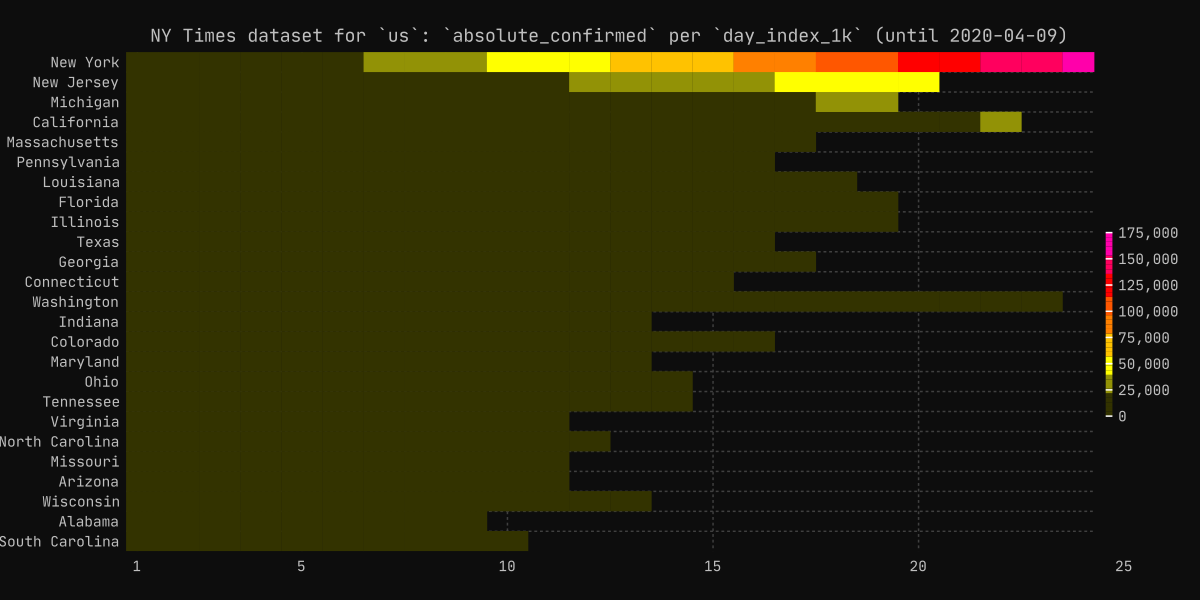 NY Times dataset for `us`: `absolute_confirmed` per `day_index_1k` (until 2020-04-09)
New York
New Jersey
Michigan
California
Massachusetts
Pennsylvania
Louisiana
Florida
Illinois
Texas
Georgia
Connecticut
Washington
Indiana
Colorado
Maryland
Ohio
Tennessee
Virginia
North Carolina
Missouri
Arizona
Wisconsin
Alabama
South Carolina
1 5 10 15 20 25
175,000
150,000
125,000
100,000
75,000
50,000
25,000
0